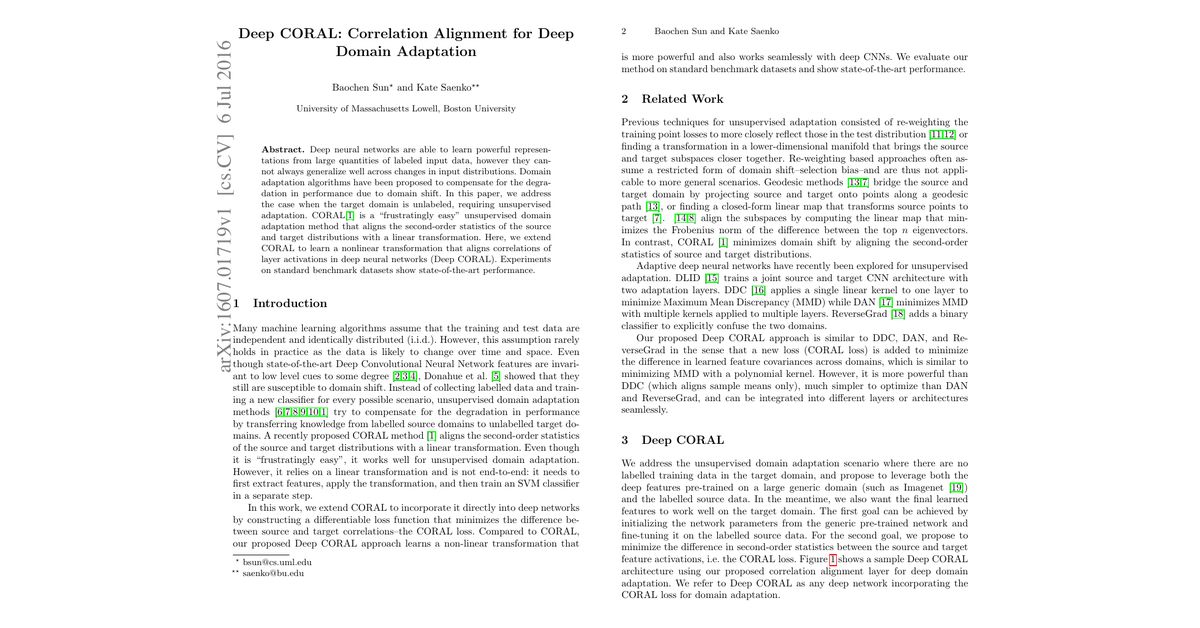 Deep CORAL: Correlation Alignment for Deep
Domain Adaptation
Baochen Sun⋆ and Kate Saenko⋆⋆
University of Massachusetts Lowell, Boston University
Abstract. Deep neural networks are able to learn powerful represen-
tations from large quantities of labeled input data, however they can-
not always generalize well across changes in input distributions. Domain
adaptation algorithms have been proposed to compensate for the degra-
dation in performance due to domain shift. In this paper, we address
the case when the target domain is unlabeled, requiring unsupervised
adaptation. CORAL[1] is a “frustratingly easy” unsupervised domain
adaptation method that aligns the second-order statistics of the source
and target distributions with a linear transformation. Here, we extend
CORAL to learn a nonlinear transformation that aligns correlations of
layer activations in deep neural networks (Deep CORAL). Experiments
on standard benchmark datasets show state-of-the-art performance.
1 Introduction
Many machine learning algorithms assume that the training and test data are
independent and identically distributed (i.i.d.). However, this assumption rarely
holds in practice as the data is likely to change over time and space. Even
though state-of-the-art Deep Convolutional Neural Network features are invari-
ant to low level cues to some degree [2,3,4], Donahue et al. [5] showed that they
still are susceptible to domain shift. Instead of collecting labelled data and train-
ing a new classifier for every possible scenario, unsupervised domain adaptation
methods [6,7,8,9,10,1] try to compensate for the degradation in performance
by transferring knowledge from labelled source domains to unlabelled target do-
mains. A recently proposed CORAL method [1] aligns the second-order statistics
of the source and target distributions with a linear transformation. Even though
it is “frustratingly easy”, it works well for unsupervised domain adaptation.
However, it relies on a linear transformation and is not end-to-end: it needs to
first extract features, apply the transformation, and then train an SVM classifier
in a separate step.
In this work, we extend CORAL to incorporate it directly into deep networks
by constructing a differentiable loss function that minimizes the difference be-
tween source and target correlations–the CORAL loss. Compared to CORAL,
our proposed Deep CORAL approach learns a non-linear transformation that
⋆ bsun@cs.uml.edu
⋆⋆ saenko@bu.edu
arXiv:1607.01719v1 [cs.CV] 6 Jul 2016
2 Baochen Sun and Kate Saenko
is more powerful and also works seamlessly with deep CNNs. We evaluate our
method on standard benchmark datasets and show state-of-the-art performance.
2 Related Work
Previous techniques for unsupervised adaptation consisted of re-weighting the
training point losses to more closely reflect those in the test distribution [11,12] or
finding a transformation in a lower-dimensional manifold that brings the source
and target subspaces closer together. Re-weighting based approaches often as-
sume a restricted form of domain shift–selection bias–and are thus not appli-
cable to more general scenarios. Geodesic methods [13,7] bridge the source and
target domain by projecting source and target onto points along a geodesic
path [13], or finding a closed-form linear map that transforms source points to
target [7]. [14,8] align the subspaces by computing the linear map that min-
imizes the Frobenius norm of the difference between the top n eigenvectors.
In contrast, CORAL [1] minimizes domain shift by aligning the second-order
statistics of source and target distributions.
Adaptive deep neural networks have recently been explored for unsupervised
adaptation. DLID [15] trains a joint source and target CNN architecture with
two adaptation layers. DDC [16] applies a single linear kernel to one layer to
minimize Maximum Mean Discrepancy (MMD) while DAN [17] minimizes MMD
with multiple kernels applied to multiple layers. ReverseGrad [18] adds a binary
classifier to explicitly confuse the two domains.
Our proposed Deep CORAL approach is similar to DDC, DAN, and Re-
verseGrad in the sense that a new loss (CORAL loss) is added to minimize
the difference in learned feature covariances across domains, which is similar to
minimizing MMD with a polynomial kernel. However, it is more powerful than
DDC (which aligns sample means only), much simpler to optimize than DAN
and ReverseGrad, and can be integrated into different layers or architectures
seamlessly.
3 Deep CORAL
We address the unsupervised domain adaptation scenario where there are no
labelled training data in the target domain, and propose to leverage both the
deep features pre-trained on a large generic domain (such as Imagenet [19])
and the labelled source data. In the meantime, we also want the final learned
features to work well on the target domain. The first goal can be achieved by
initializing the network parameters from the generic pre-trained network and
fine-tuning it on the labelled source data. For the second goal, we propose to
minimize the difference in second-order statistics between the source and target
feature activations, i.e. the CORAL loss. Figure 1 shows a sample Deep CORAL
architecture using our proposed correlation alignment layer for deep domain
adaptation. We refer to Deep CORAL as any deep network incorporating the
CORAL loss for domain adaptation.